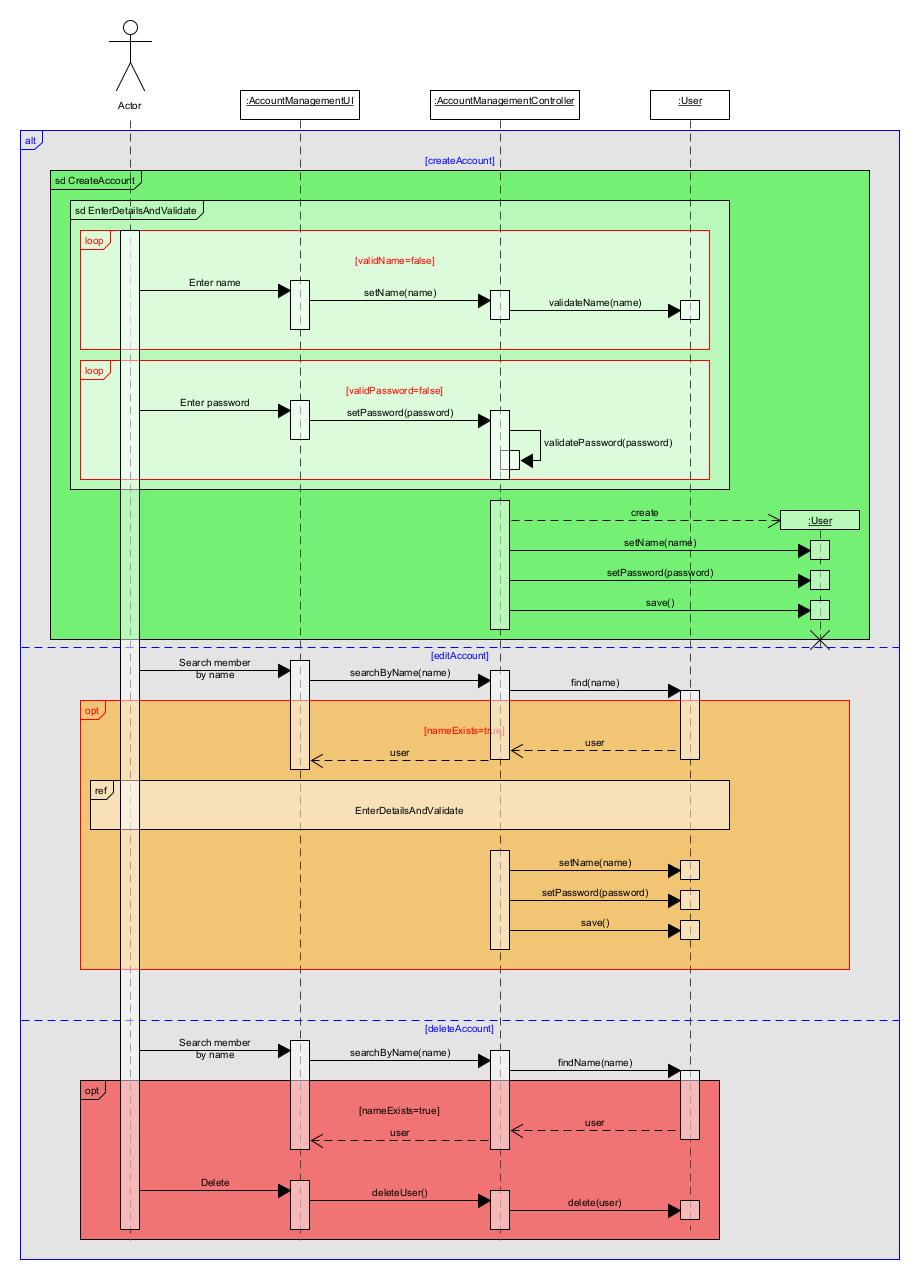 Actor
:AccountManagementUI
:AccountManagementController
:User
alt
[createAccount]
sd CreateAccount
sd EnterDetailsAndValidate
loop
[validName=false]
Enter name
setName(name)
validateName(name)
loop
[validPassword=false]
Enter password
setPassword(password)
validatePassword(password)
create
:User
setName(name)
setPassword(password)
save()
[editAccount]
Search member
by name
searchByName(name)
find(name)
opt
[nameExists=true]
user
user
ref
EnterDetailsAndValidate
setName(name)
setPassword(password)
save()
[deleteAccount]
Search member
by name
searchByName(name)
findName(name)
opt
[nameExists=true]
user
user
Delete
deleteUser()
delete(user)